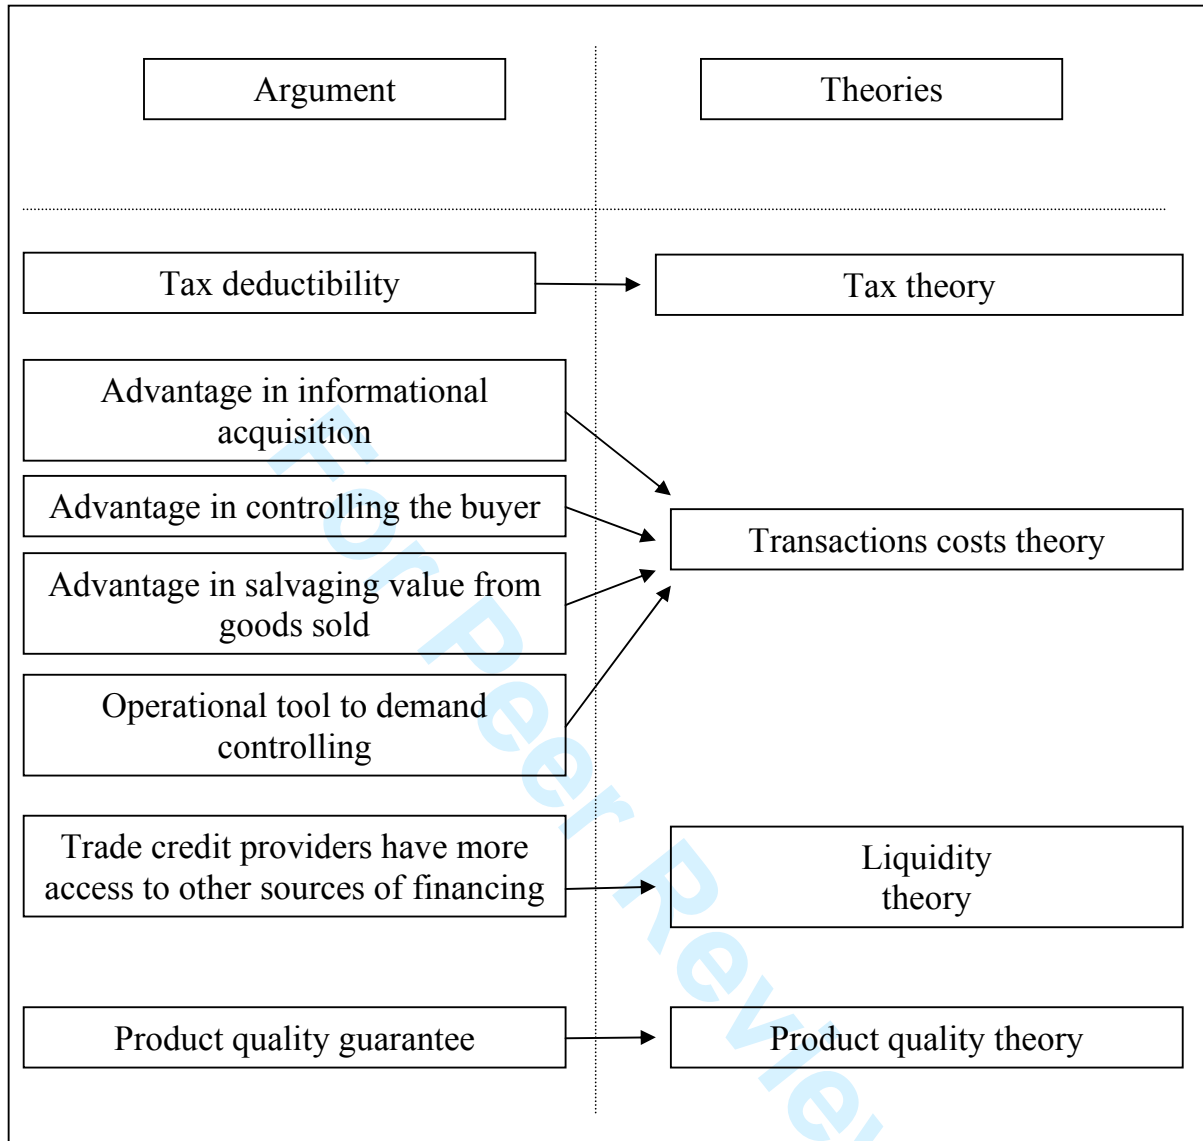 Argument
Theories
Tax deductibility
Tax theory
Advantage in informational
acquisition
Advantage in controlling the buyer
Transactions costs theory
Advantage in salvaging value from
goods sold
Operational tool to demand
controlling
Trade credit providers have more
access to other sources of financing
Liquidity
theory
Product quality guarantee
Product quality theory
For Peer Review